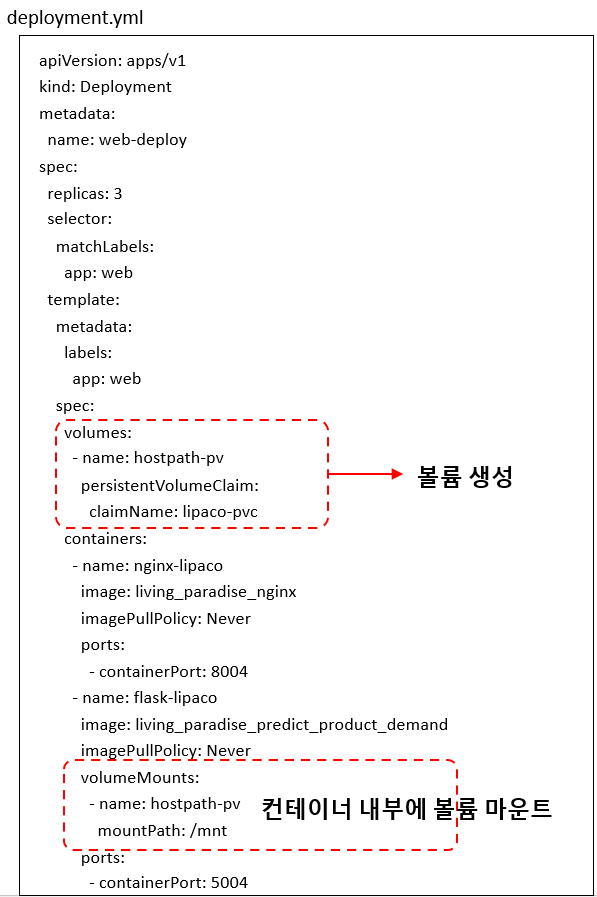 deployment.yml
apiVersion: apps/v1
kind: Deployment
metadata:
  name: web-deploy
spec:
  replicas: 3
  selector:
    matchLabels:
      app: web
  template:
    metadata:
      labels:
        app: web
    spec:
      volumes:
        - name: hostpath-pv
          persistentVolumeClaim:
            claimName: lipaco-pvc
볼륨 생성
      containers:
        - name: nginx-lipaco
          image: living_paradise_nginx
          imagePullPolicy: Never
          ports:
            - containerPort: 8004
        - name: flask-lipaco
          image: living_paradise_predict_product_demand
          imagePullPolicy: Never
          volumeMounts:
            - name: hostpath-pv
              mountPath: /mnt
컨테이너 내부에 볼륨 마운트
          ports:
            - containerPort: 5004